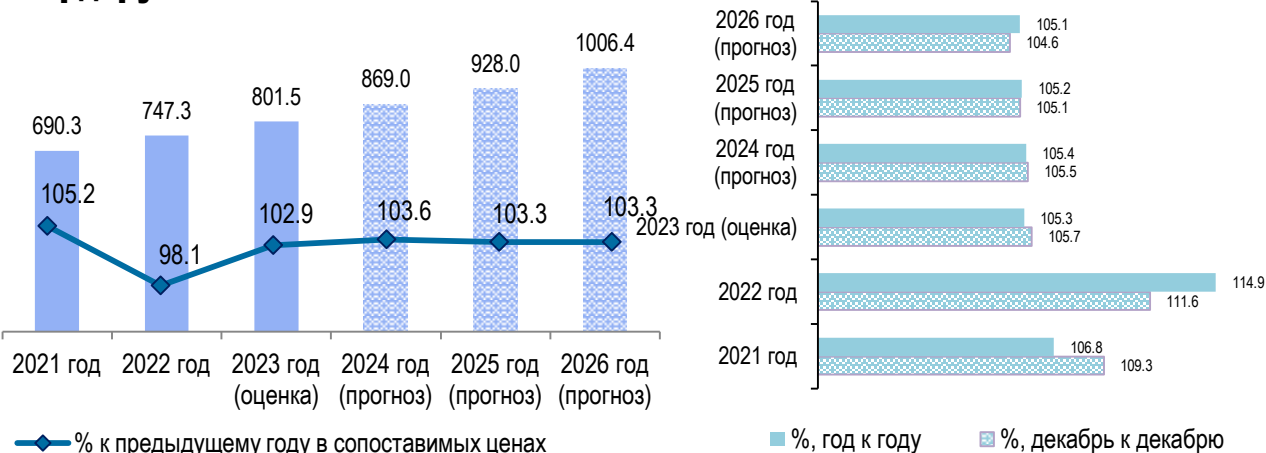 690.3
747.3
801.5
869.0
928.0
1006.4
105.2
98.1
102.9
103.6
103.3
103.3
2021 год
2022 год
2023 год
(оценка)
2024 год
(прогноз)
2025 год
(прогноз)
2026 год
(прогноз)
% к предыдущему году в сопоставимых ценах
2026 год
(прогноз)
105.1
104.6
2025 год
(прогноз)
105.2
105.1
2024 год
(прогноз)
105.4
105.5
2023 год (оценка)
105.3
105.7
2022 год
114.9
111.6
2021 год
106.8
109.3
%, год к году
%, декабрь к декабрю